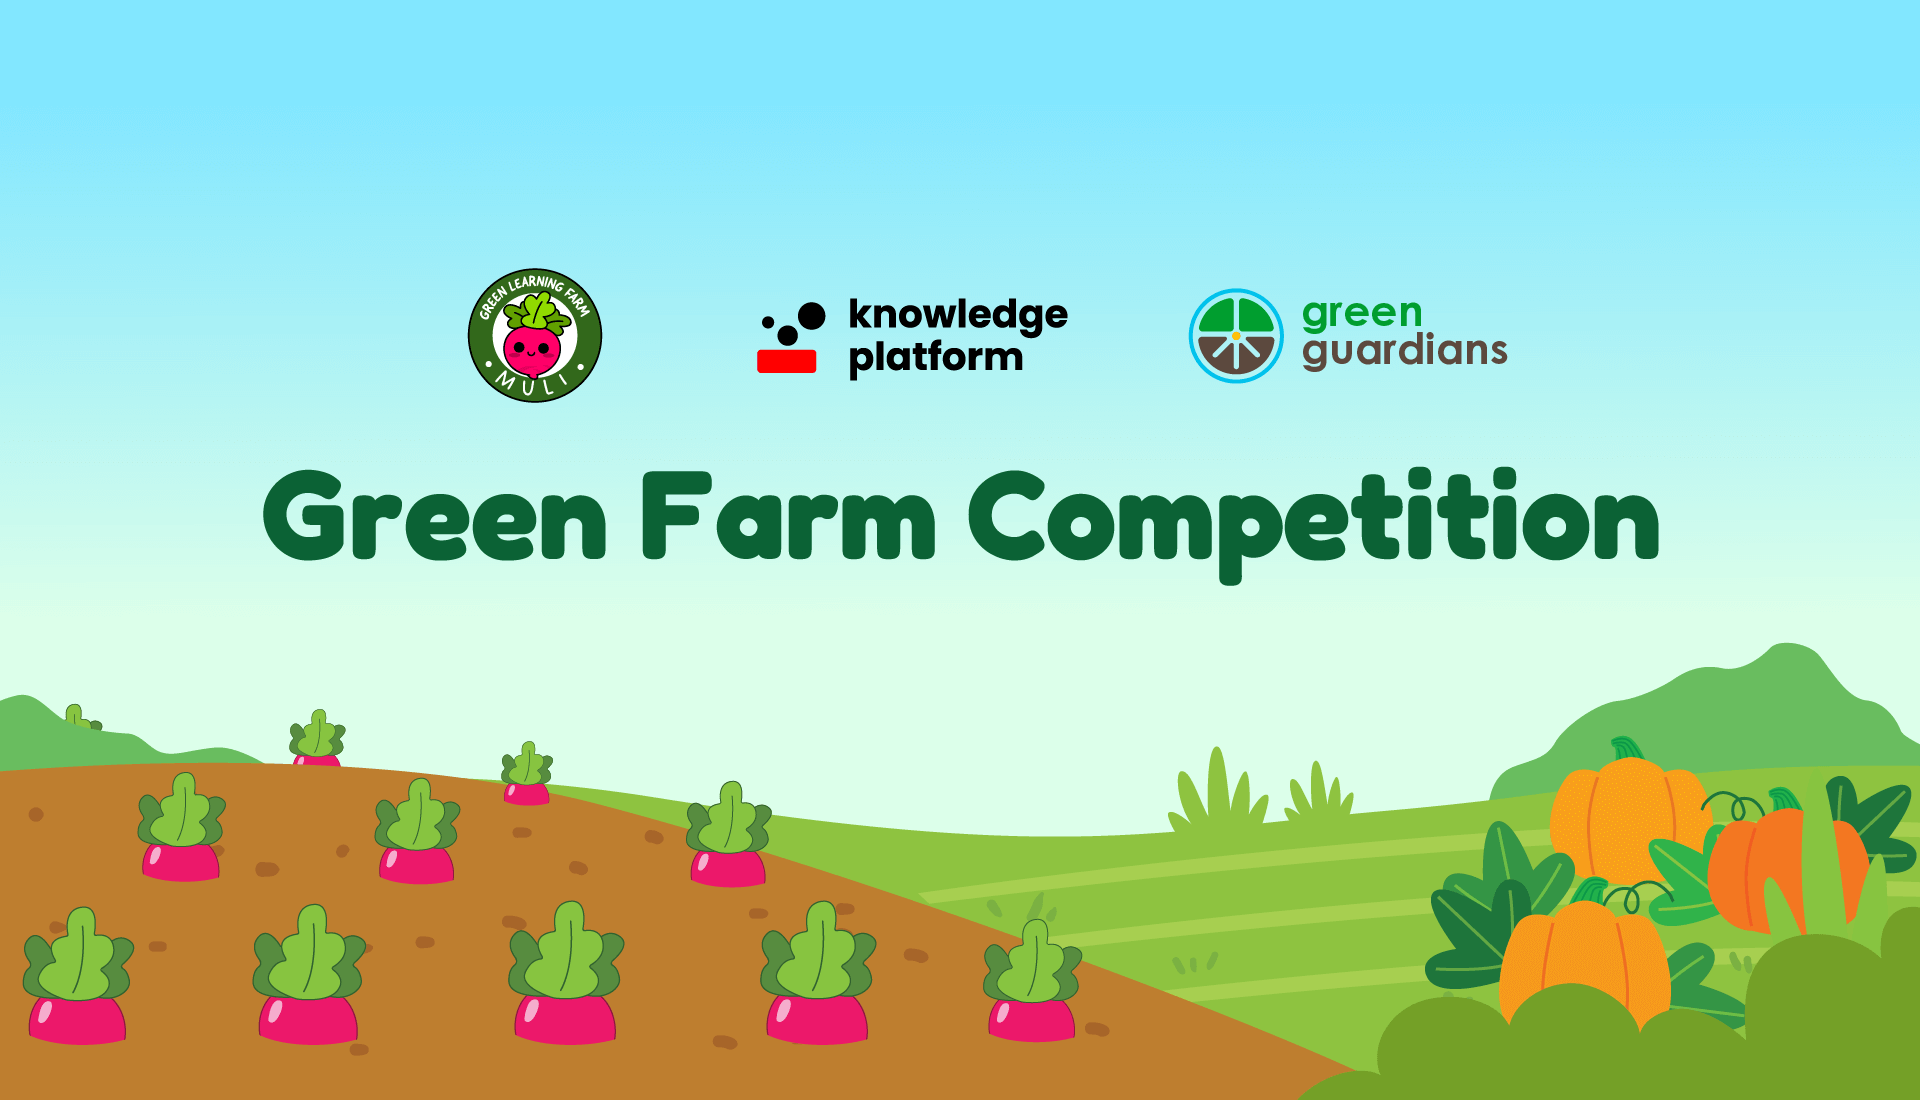 GREEN LEARNING FARM
MULI
knowledge
platform
green
guardians
Green Farm Competition